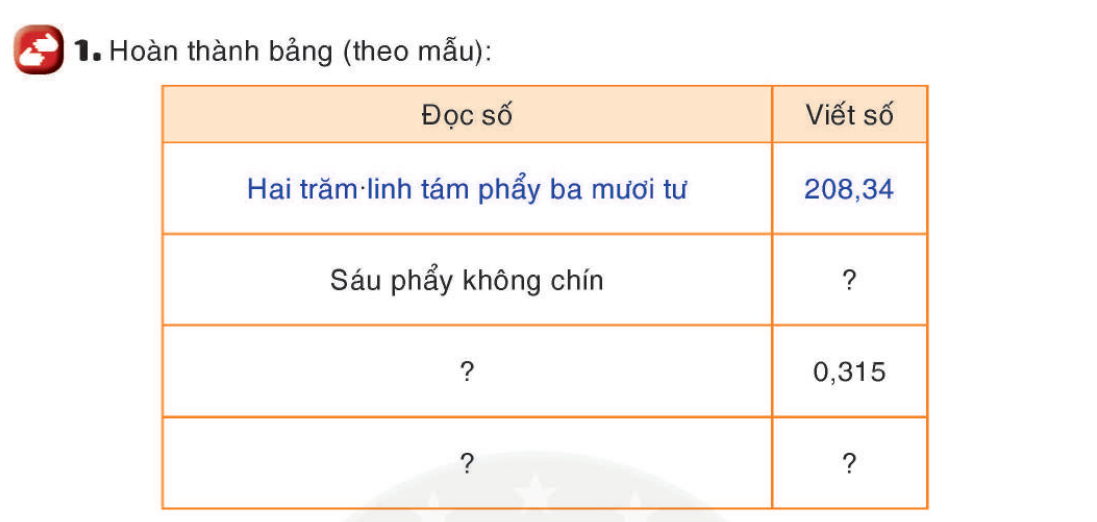 1. Hoàn thành bảng (theo mẫu):
Đọc số Viết số
Hai trăm·linh tám phẩy ba mươi tư 208,34
Sáu phẩy không chín ?
? 0,315
? ?